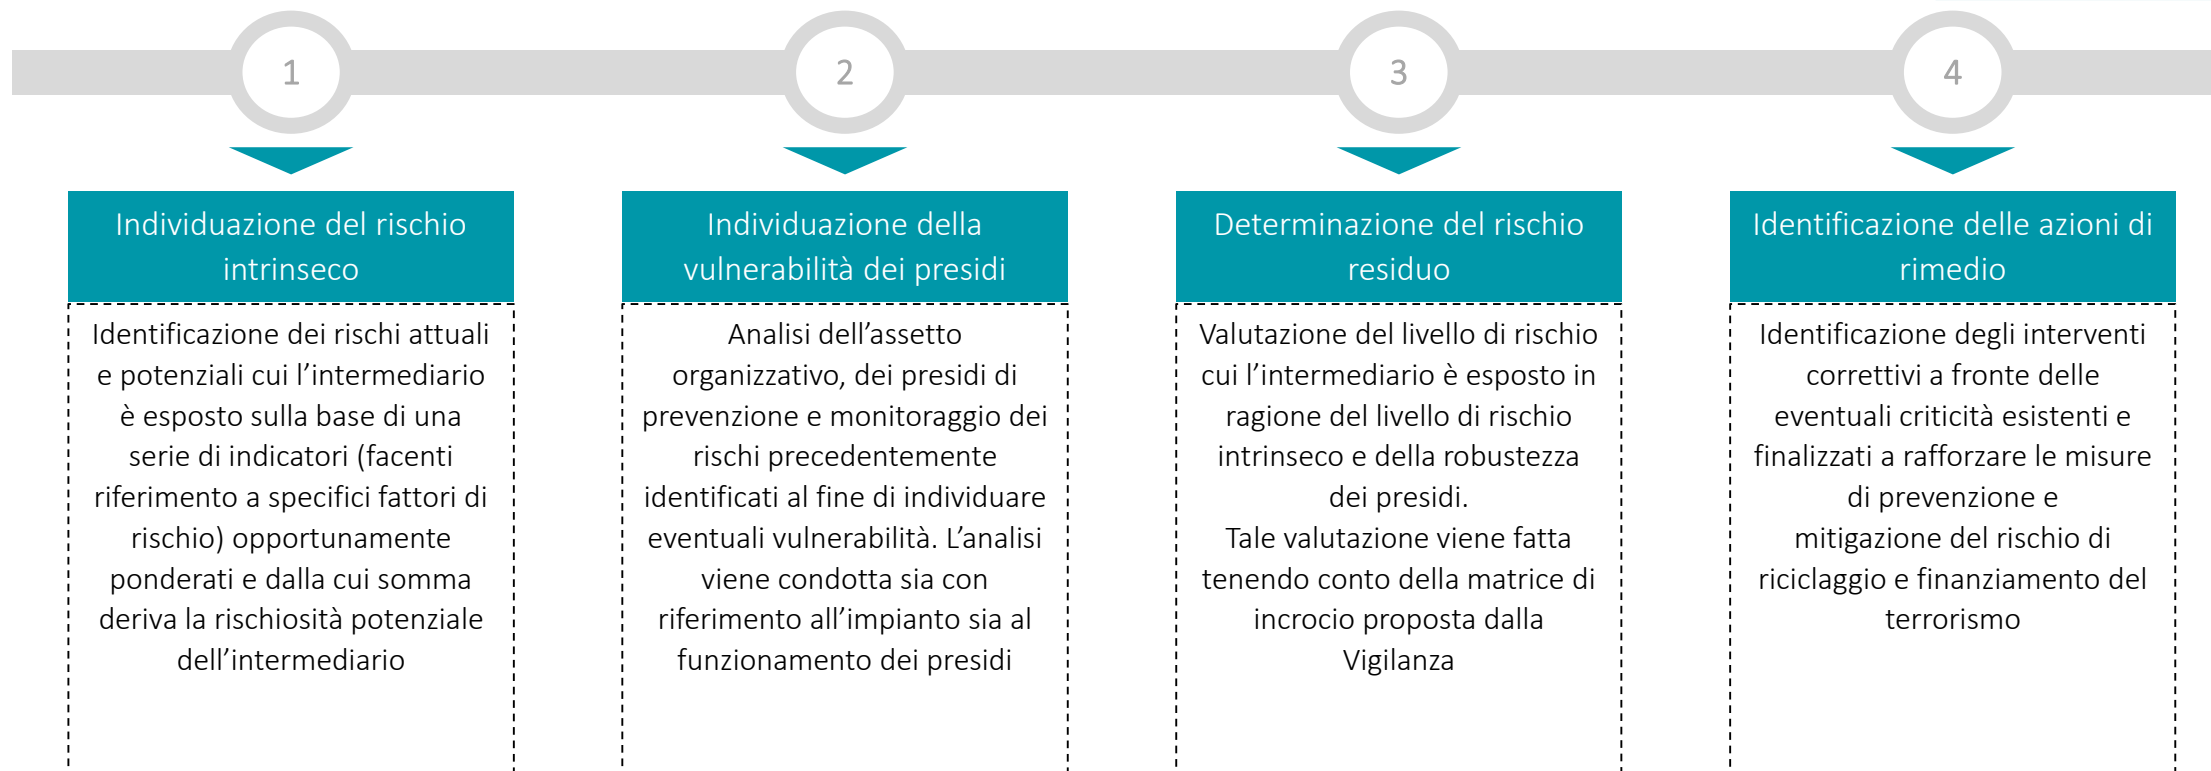 1
2
3
4
Individuazione del rischio
intrinseco
Identificazione dei rischi attuali
e potenziali cui l’intermediario
è esposto sulla base di una
serie di indicatori (facenti
riferimento a specifici fattori di
rischio) opportunamente
ponderati e dalla cui somma
deriva la rischiosità potenziale
dell’intermediario
Individuazione della
vulnerabilità dei presidi
Analisi dell’assetto
organizzativo, dei presidi di
prevenzione e monitoraggio dei
rischi precedentemente
identificati al fine di individuare
eventuali vulnerabilità. L’analisi
viene condotta sia con
riferimento all’impianto sia al
funzionamento dei presidi
Determinazione del rischio
residuo
Valutazione del livello di rischio
cui l’intermediario è esposto in
ragione del livello di rischio
intrinseco e della robustezza
dei presidi.
Tale valutazione viene fatta
tenendo conto della matrice di
incrocio proposta dalla
Vigilanza
Identificazione delle azioni di
rimedio
Identificazione degli interventi
correttivi a fronte delle
eventuali criticità esistenti e
finalizzati a rafforzare le misure
di prevenzione e
mitigazione del rischio di
riciclaggio e finanziamento del
terrorismo